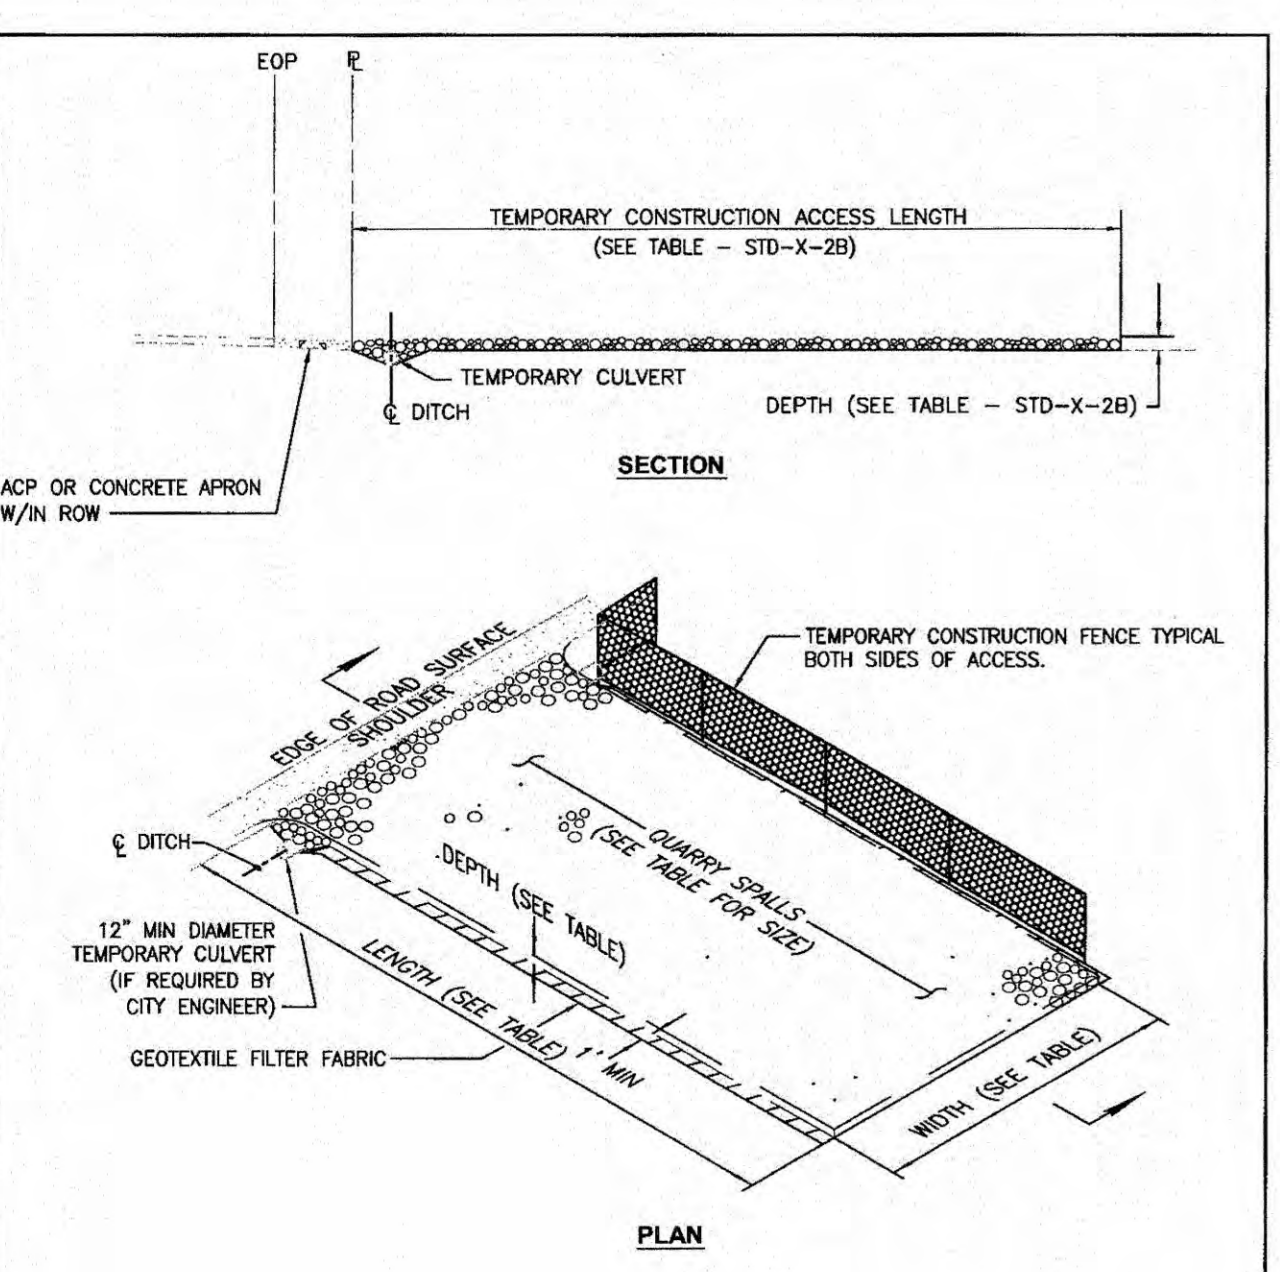 EOP
PL
TEMPORARY CONSTRUCTION ACCESS LENGTH
(SEE TABLE – STD-X-2B)
TEMPORARY CULVERT
CL DITCH
DEPTH (SEE TABLE – STD-X-2B)
SECTION
ACP OR CONCRETE APRON
W/IN ROW
TEMPORARY CONSTRUCTION FENCE TYPICAL
BOTH SIDES OF ACCESS.
EDGE OF ROAD SURFACE
SHOULDER
QUARRY SPALLS
(SEE TABLE FOR SIZE)
CL DITCH
DEPTH (SEE TABLE)
12" MIN DIAMETER
TEMPORARY CULVERT
(IF REQUIRED BY
CITY ENGINEER)
LENGTH (SEE TABLE)
1' MIN
GEOTEXTILE FILTER FABRIC
WIDTH (SEE TABLE)
PLAN